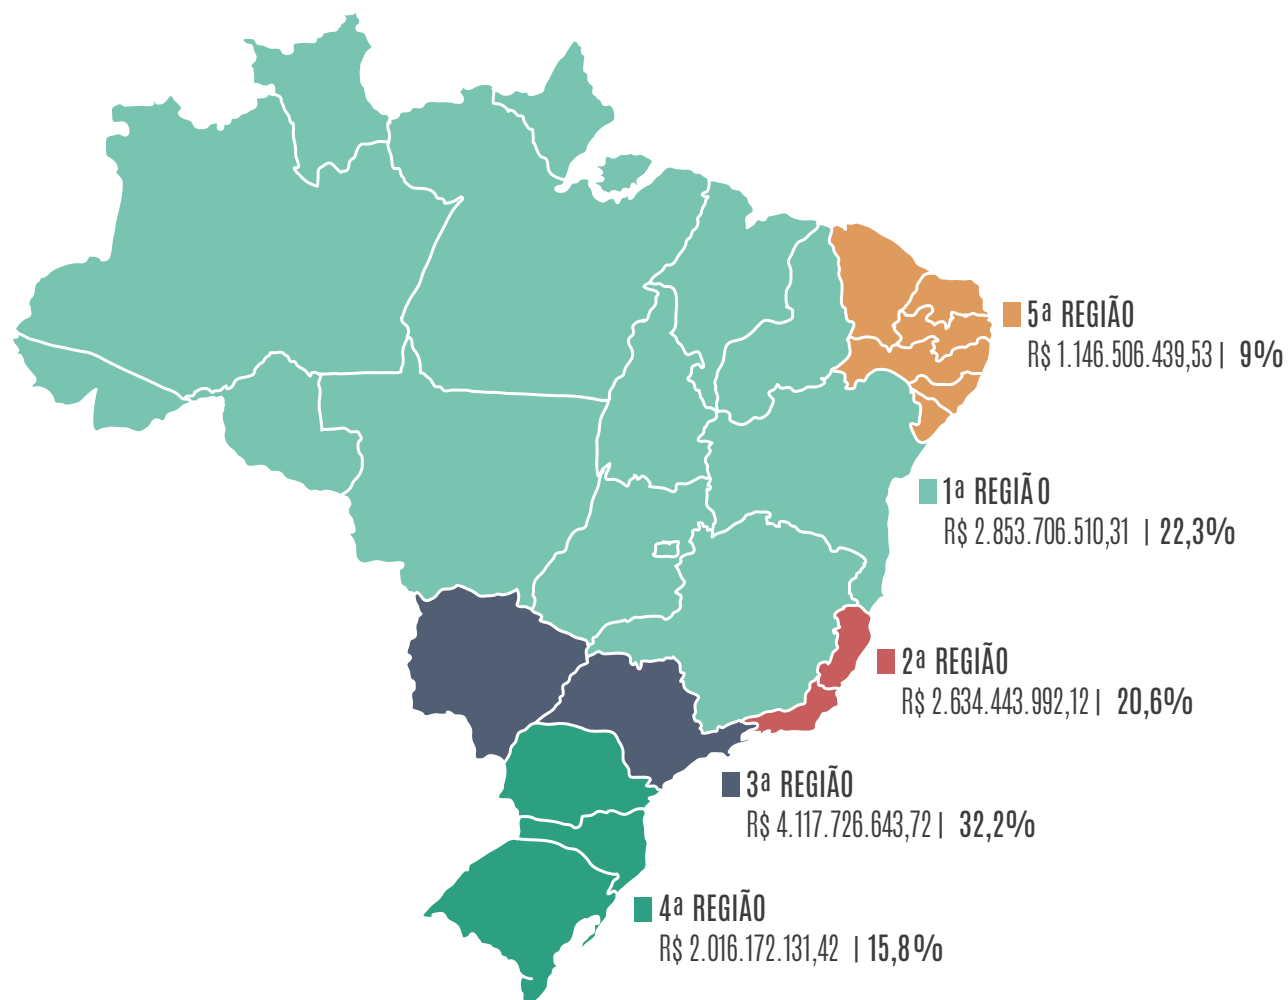 5ª REGIÃO
R$ 1.146.506.439,53 | 9%
1ª REGIÃO
R$ 2.853.706.510,31 | 22,3%
2ª REGIÃO
R$ 2.634.443.992,12 | 20,6%
3ª REGIÃO
R$ 4.117.726.643,72 | 32,2%
4ª REGIÃO
R$ 2.016.172.131,42 | 15,8%